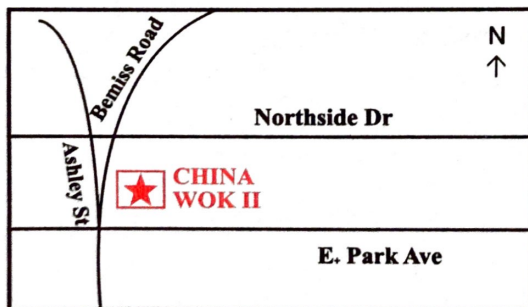 N
Bemiss Road
Northside Dr
Ashley St
CHINA
WOK II
E. Park Ave